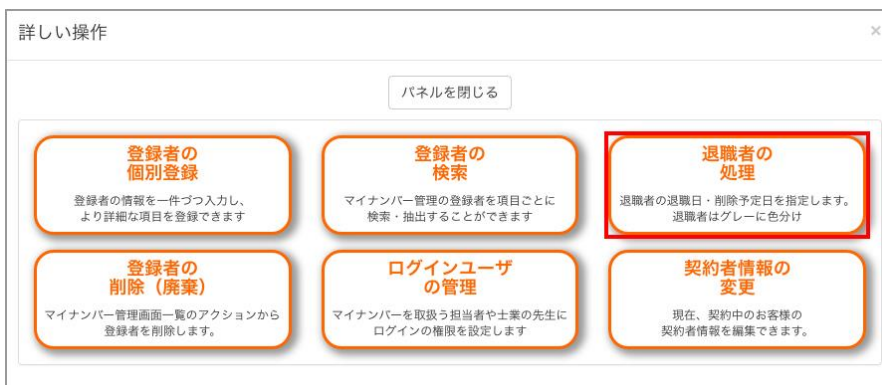 詳しい操作
×
パネルを閉じる
登録者の
個別登録
登録者の情報を一件づつ入力し、
より詳細な項目を登録できます
登録者の
検索
マイナンバー管理の登録者を項目ごとに
検索・抽出することができます
退職者の
処理
退職者の退職日・削除予定日を指定します。
退職者はグレーに色分け
登録者の
削除（廃棄）
マイナンバー管理画面一覧のアクションから
登録者を削除します。
ログインユーザ
の管理
マイナンバーを取扱う担当者や士業の先生に
ログインの権限を設定します
契約者情報の
変更
現在、契約中のお客様の
契約者情報を編集できます。